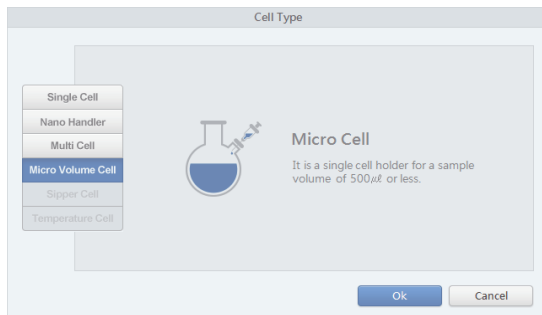 Cell Type
Single Cell
Nano Handler
Multi Cell
Micro Volume Cell
Sipper Cell
Temperature Cell
Micro Cell
It is a single cell holder for a sample
volume of 500㎕ or less.
Ok
Cancel